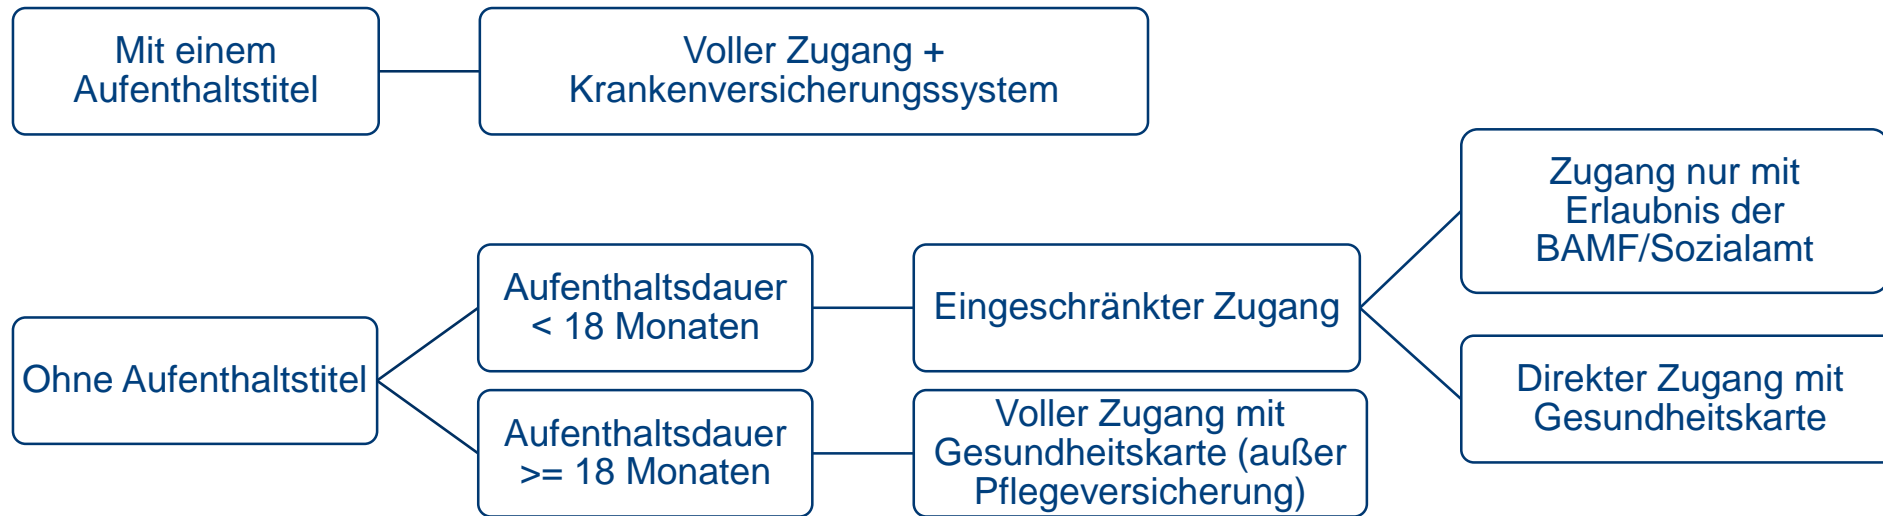 Mit einem
Aufenthaltstitel
Voller Zugang +
Krankenversicherungssystem
Ohne Aufenthaltstitel
Aufenthaltsdauer
< 18 Monaten
Eingeschränkter Zugang
Zugang nur mit
Erlaubnis der
BAMF/Sozialamt
Direkter Zugang mit
Gesundheitskarte
Aufenthaltsdauer
>= 18 Monaten
Voller Zugang mit
Gesundheitskarte (außer
Pflegeversicherung)